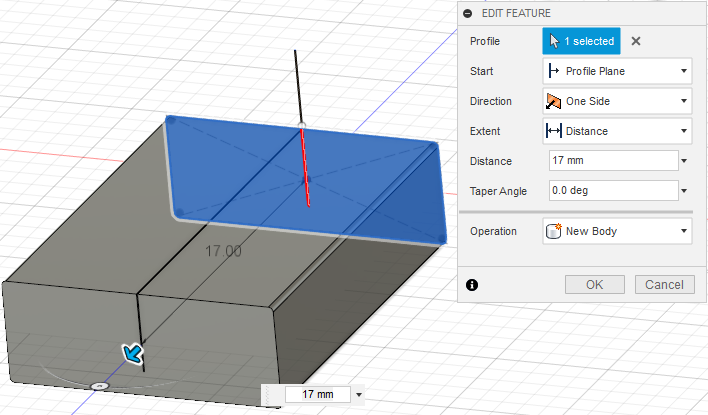 EDIT FEATURE
Profile 1 selected
Start Profile Plane
Direction One Side
Extent Distance
Distance 17 mm
Taper Angle 0.0 deg
Operation New Body
OK Cancel
17.00
17 mm